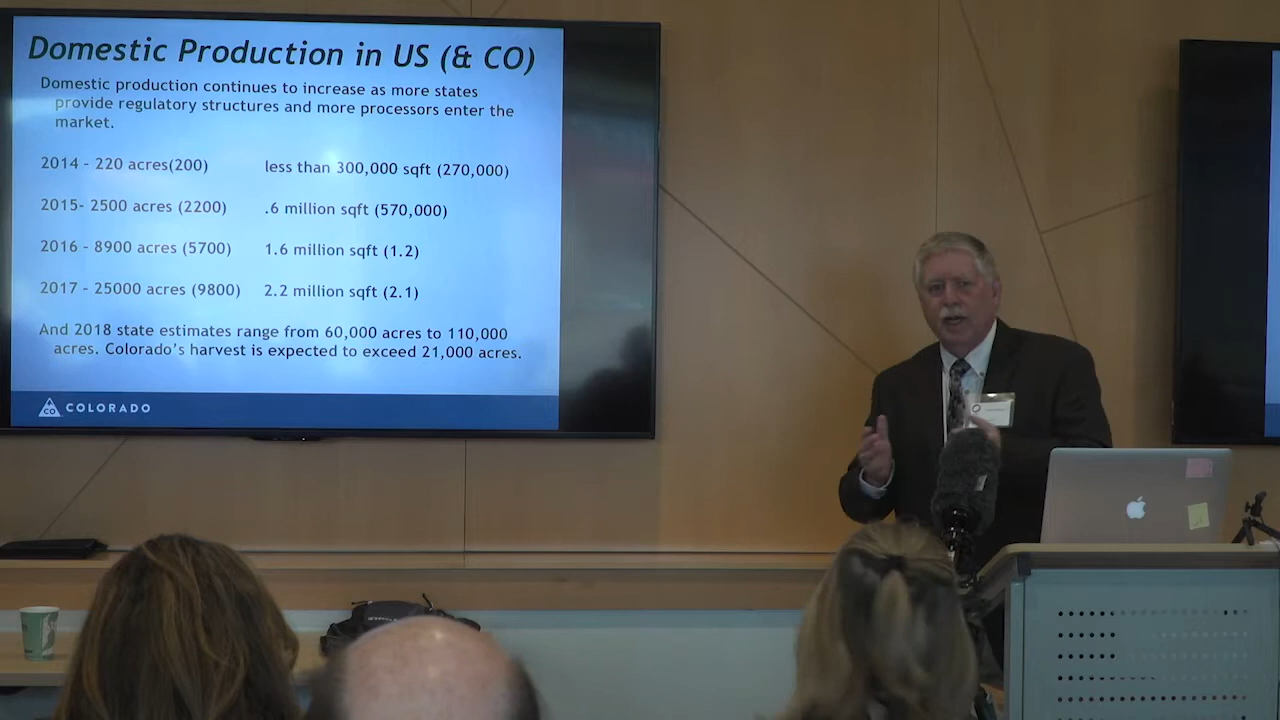 Domestic Production in US (& CO)
Domestic production continues to increase as more states
provide regulatory structures and more processors enter the
market.
2014 - 220 acres(200) less than 300,000 sqft (270,000)
2015- 2500 acres (2200) .6 million sqft (570,000)
2016 - 8900 acres (5700) 1.6 million sqft (1.2)
2017 - 25000 acres (9800) 2.2 million sqft (2.1)
And 2018 state estimates range from 60,000 acres to 110,000
acres. Colorado's harvest is expected to exceed 21,000 acres.
CO COLORADO